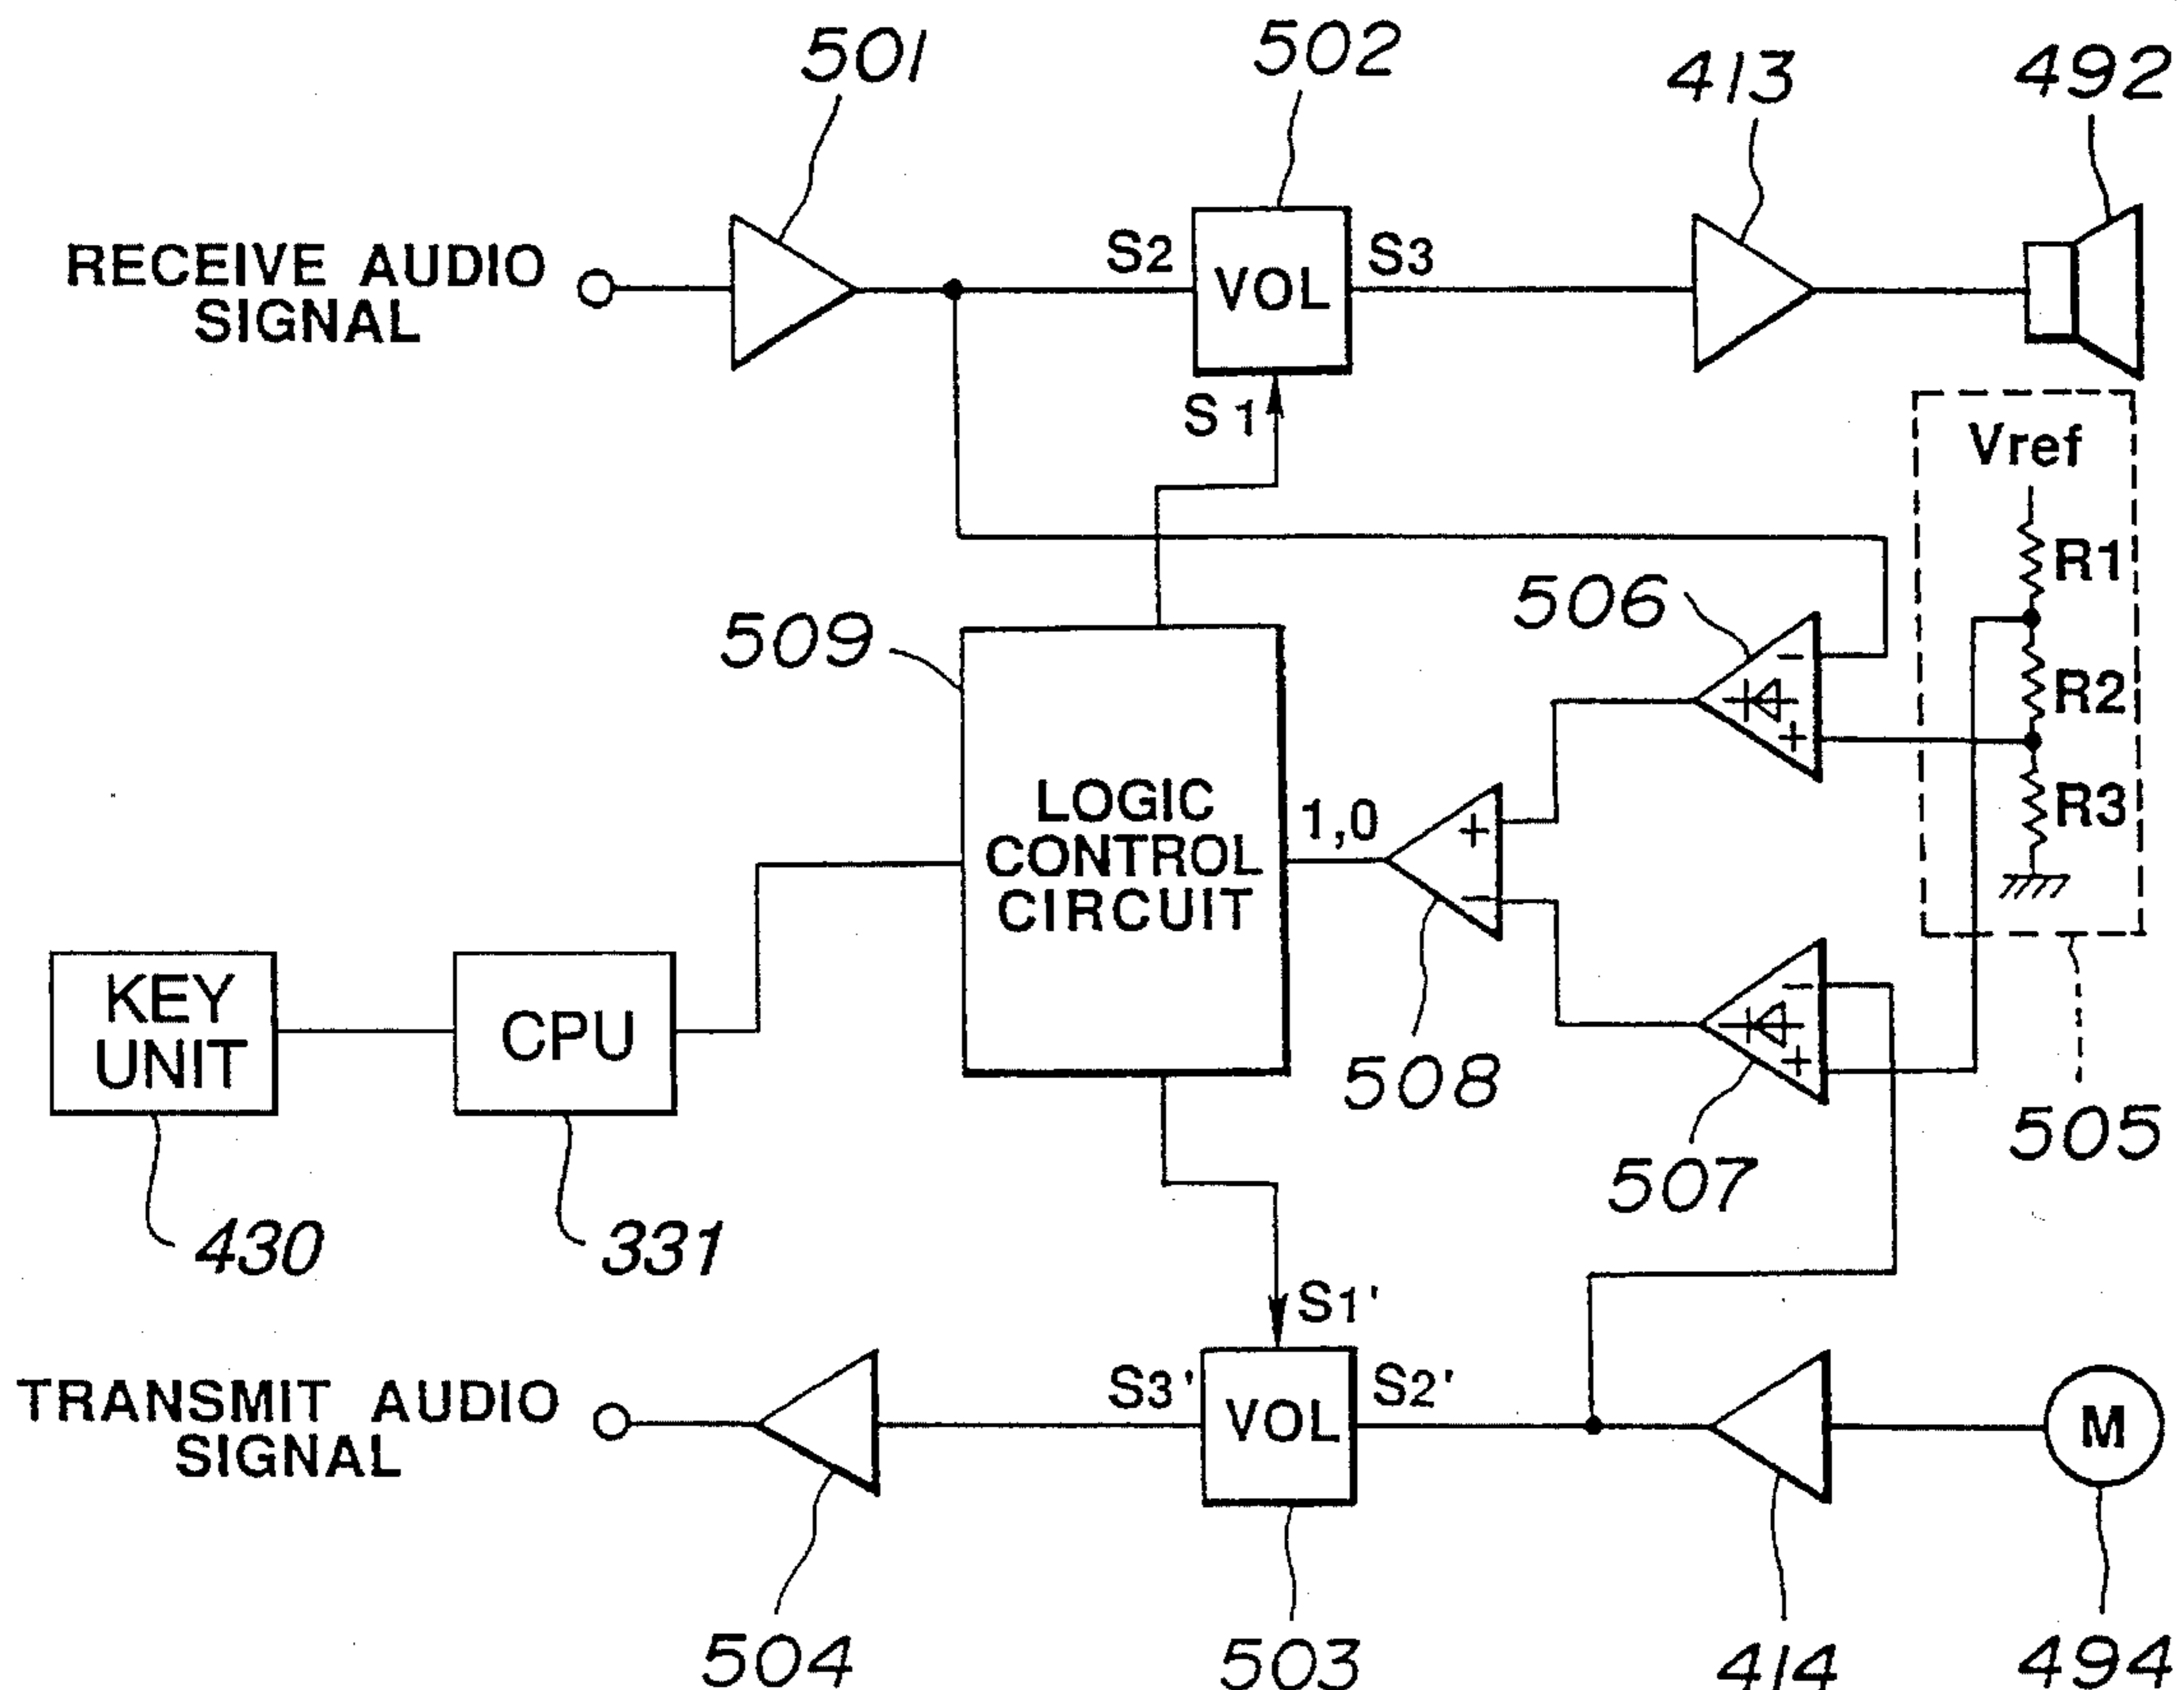 501
502
413
492
RECEIVE AUDIO
SIGNAL
S2
VOL
S3
S1
Vref
R1
506
509
−
R2
+
LOGIC
CONTROL
CIRCUIT
1,0
+
−
R3
KEY
UNIT
CPU
508
−
+
505
507
430
331
S1'
TRANSMIT AUDIO
SIGNAL
S3'
VOL
S2'
M
504
503
414
494